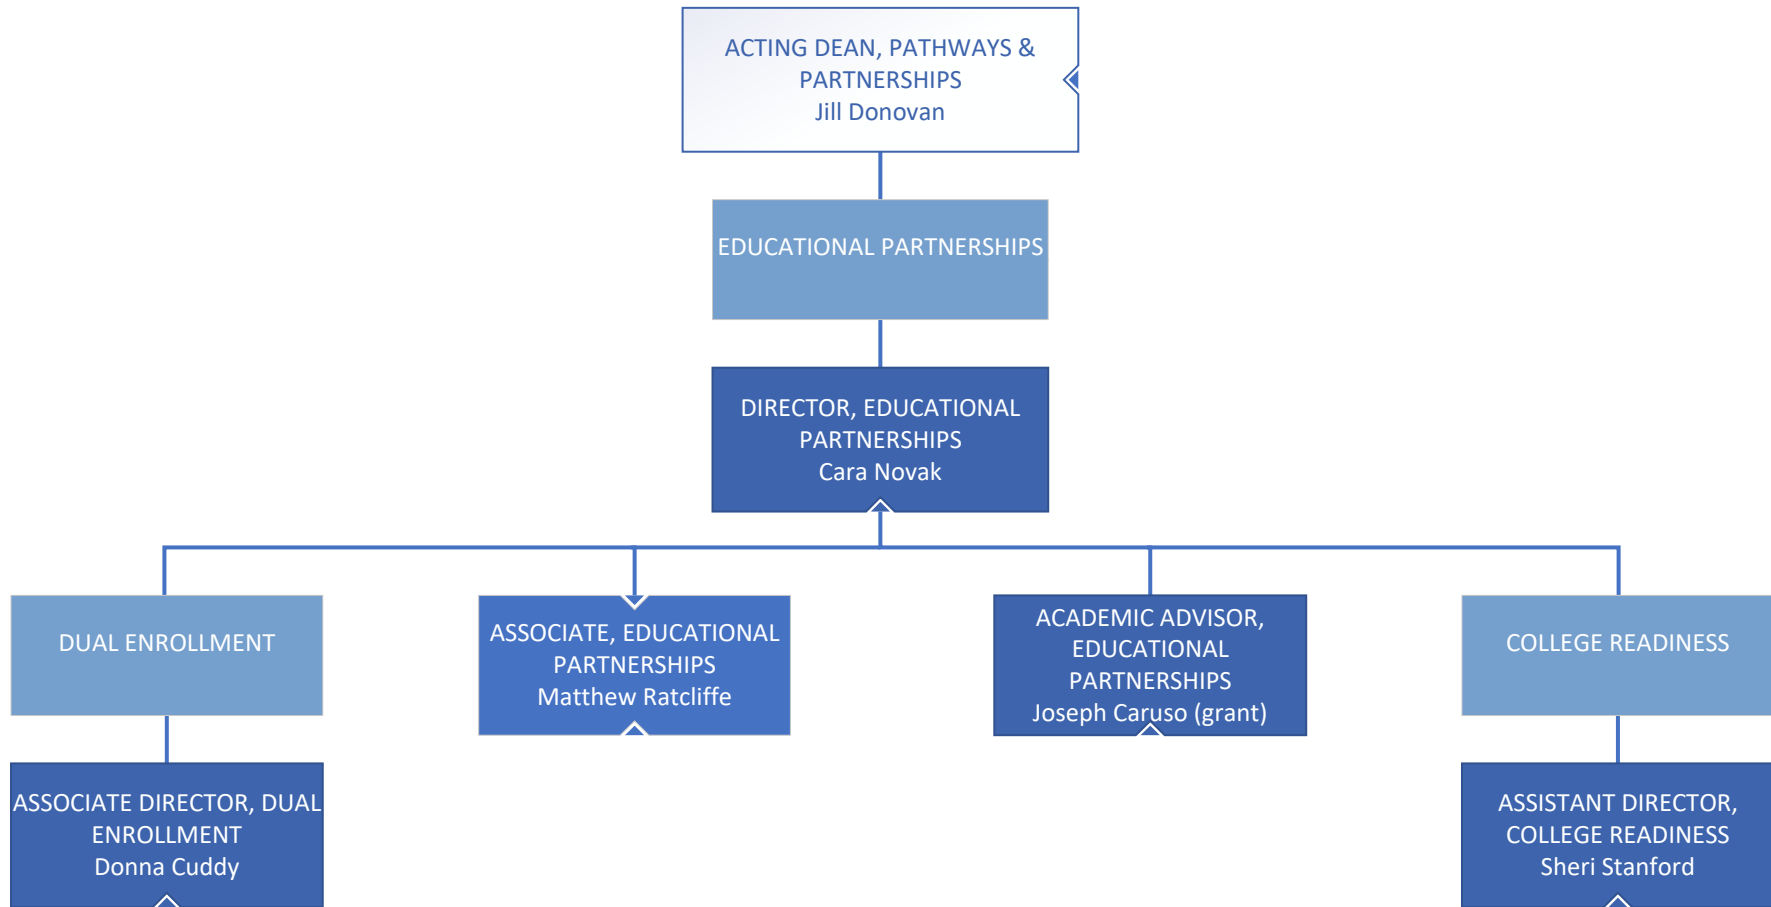 ACTING DEAN, PATHWAYS &
PARTNERSHIPS
Jill Donovan
EDUCATIONAL PARTNERSHIPS
DIRECTOR, EDUCATIONAL
PARTNERSHIPS
Cara Novak
DUAL ENROLLMENT
ASSOCIATE, EDUCATIONAL
PARTNERSHIPS
Matthew Ratcliffe
ACADEMIC ADVISOR,
EDUCATIONAL
PARTNERSHIPS
Joseph Caruso (grant)
COLLEGE READINESS
ASSOCIATE DIRECTOR, DUAL
ENROLLMENT
Donna Cuddy
ASSISTANT DIRECTOR,
COLLEGE READINESS
Sheri Stanford